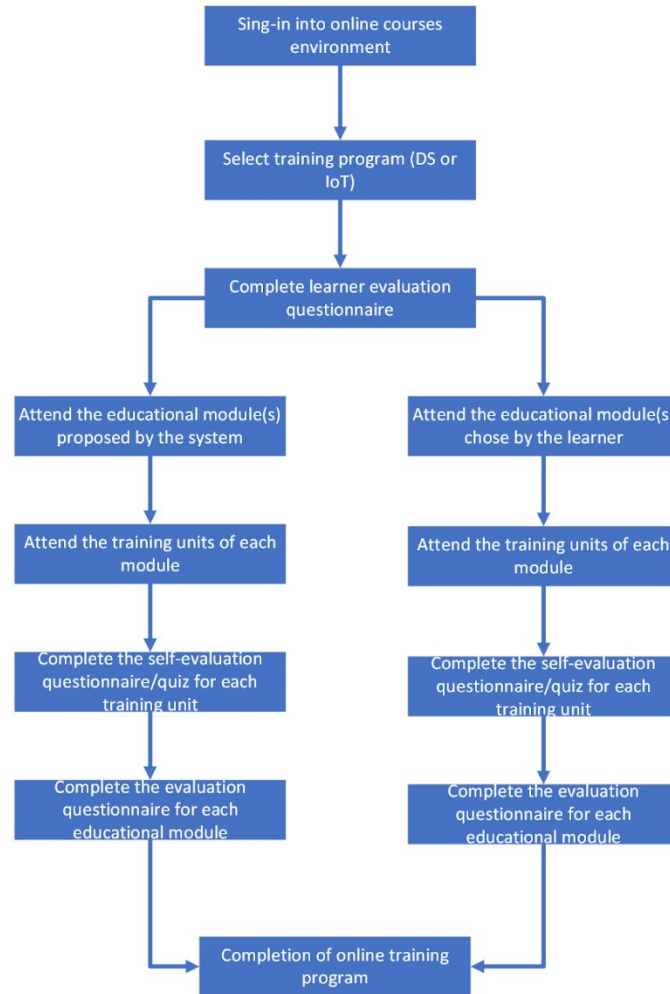 Sing-in into online courses
environment
Select training program (DS or
IoT)
Complete learner evaluation
questionnaire
Attend the educational module(s)
proposed by the system
Attend the training units of each
module
Complete the self-evaluation
questionnaire/quiz for each
training unit
Complete the evaluation
questionnaire for each
educational module
Attend the educational module(s)
chose by the learner
Attend the training units of each
module
Complete the self-evaluation
questionnaire/quiz for each
training unit
Complete the evaluation
questionnaire for each
educational module
Completion of online training
program